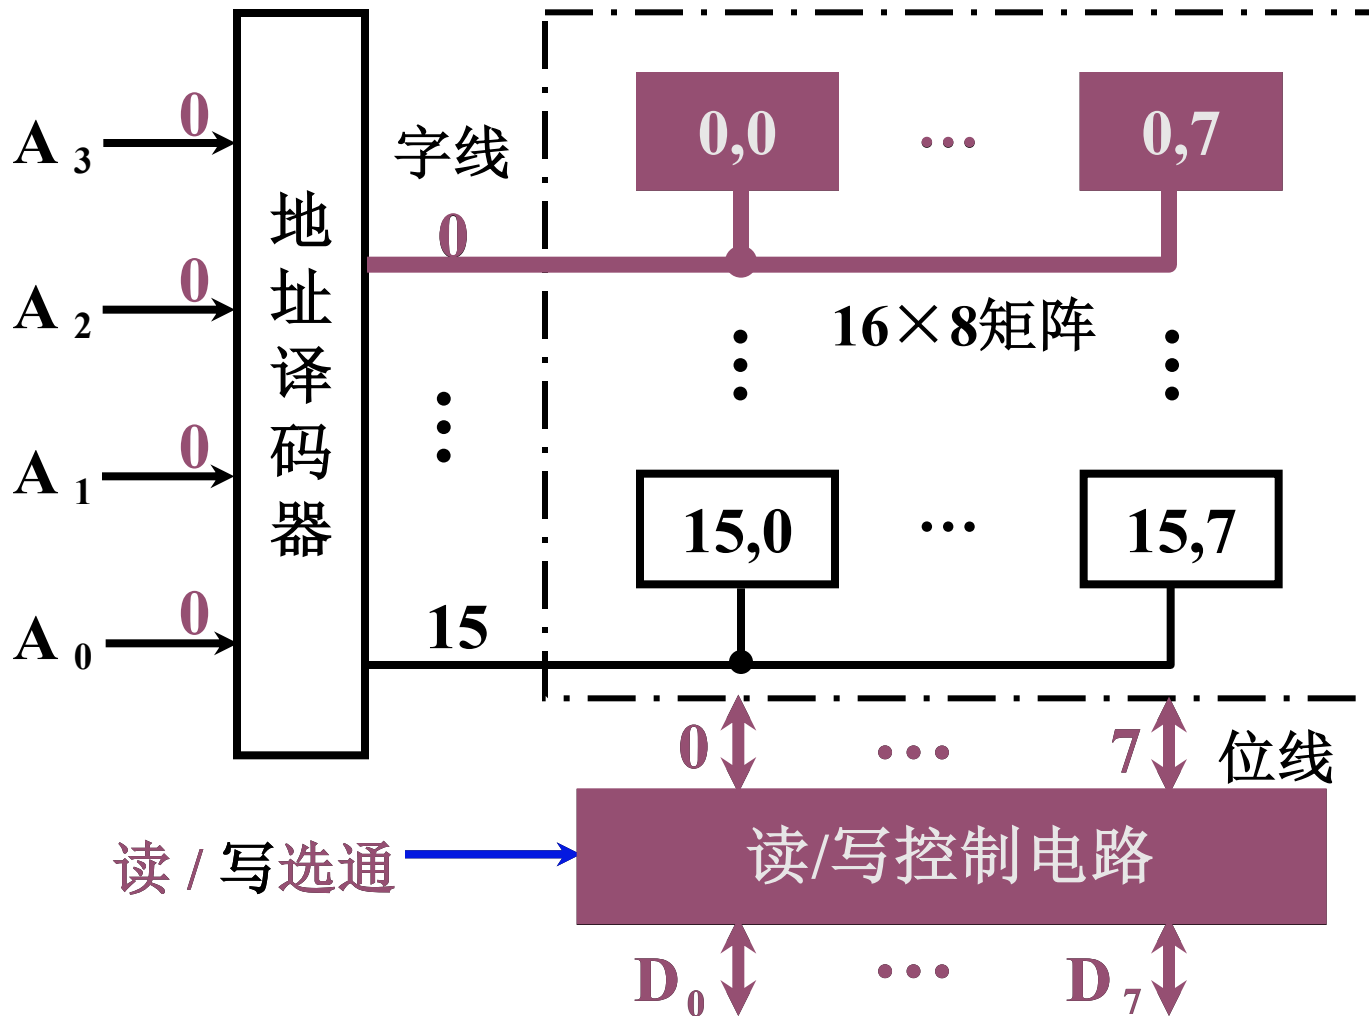 A3 0
A2 0
A1 0
A0 0
地址译码器
字线
0
15
0,0 … 0,7
16×8矩阵
15,0 … 15,7
0 … 7 位线
读 / 写选通
读/写控制电路
D0 … D7